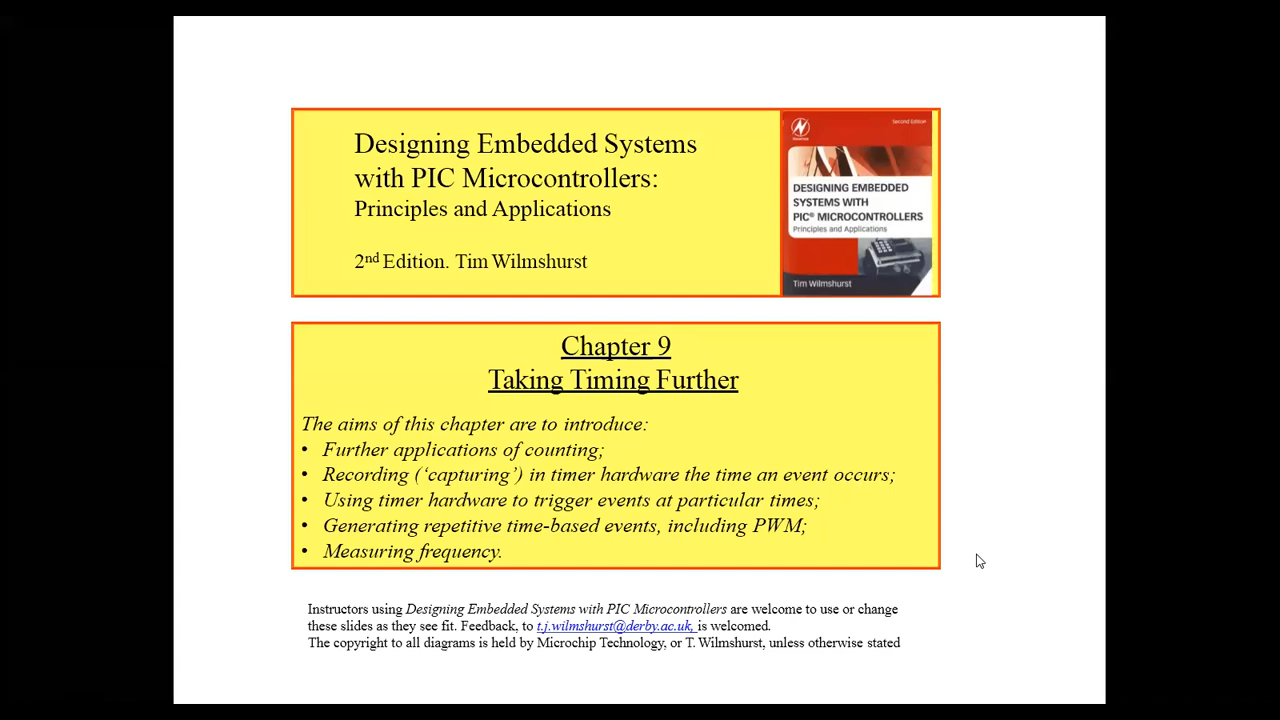 Designing Embedded Systems
with PIC Microcontrollers:
Principles and Applications
2nd Edition. Tim Wilmshurst
Second Edition
DESIGNING EMBEDDED
SYSTEMS WITH
PIC® MICROCONTROLLERS
Principles and Applications
Tim Wilmshurst
Chapter 9
Taking Timing Further
The aims of this chapter are to introduce:
• Further applications of counting;
• Recording (‘capturing’) in timer hardware the time an event occurs;
• Using timer hardware to trigger events at particular times;
• Generating repetitive time-based events, including PWM;
• Measuring frequency.
Instructors using Designing Embedded Systems with PIC Microcontrollers are welcome to use or change
these slides as they see fit. Feedback, to t.j.wilmshurst@derby.ac.uk, is welcomed.
The copyright to all diagrams is held by Microchip Technology, or T. Wilmshurst, unless otherwise stated